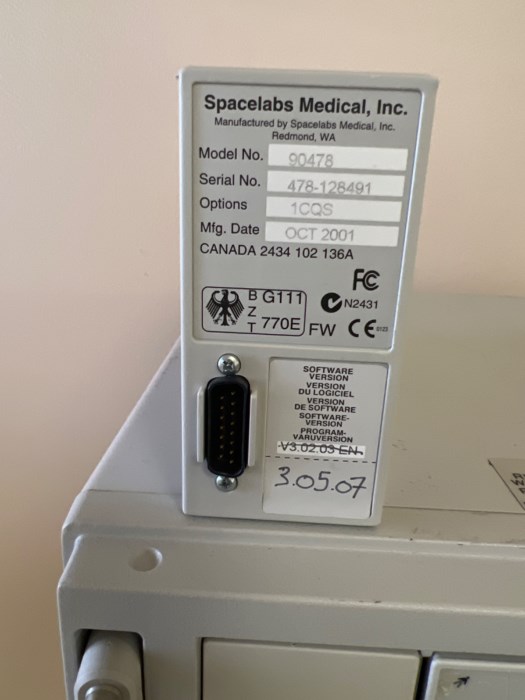 Spacelabs Medical, Inc.
Manufactured by Spacelabs Medical, Inc.
Redmond, WA
Model No. 90478
Serial No. 478-128491
Options 1CQS
Mfg. Date OCT 2001
CANADA 2434 102 136A
FC
B G111
Z
T 770E
N2431
FW CE
SOFTWARE
VERSION
VERSION
DU LOGICIEL
VERSION
DE SOFTWARE
SOFTWARE-
VERSION
PROGRAM-
VARUVERSION
V3.02.03 EN
3.05.07